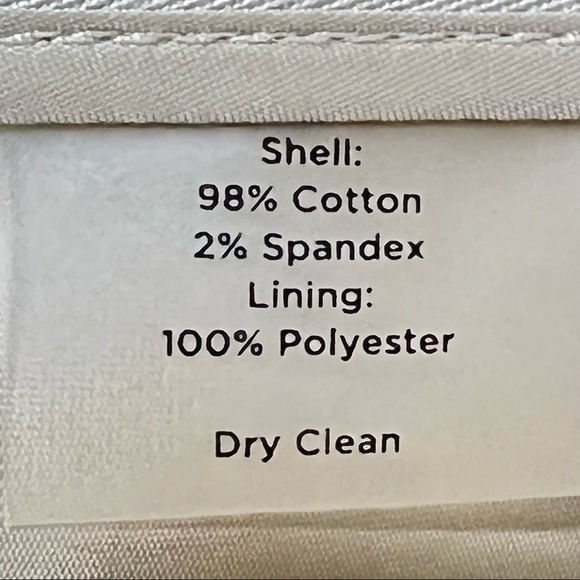 Shell:
98% Cotton
2% Spandex
Lining:
100% Polyester
Dry Clean